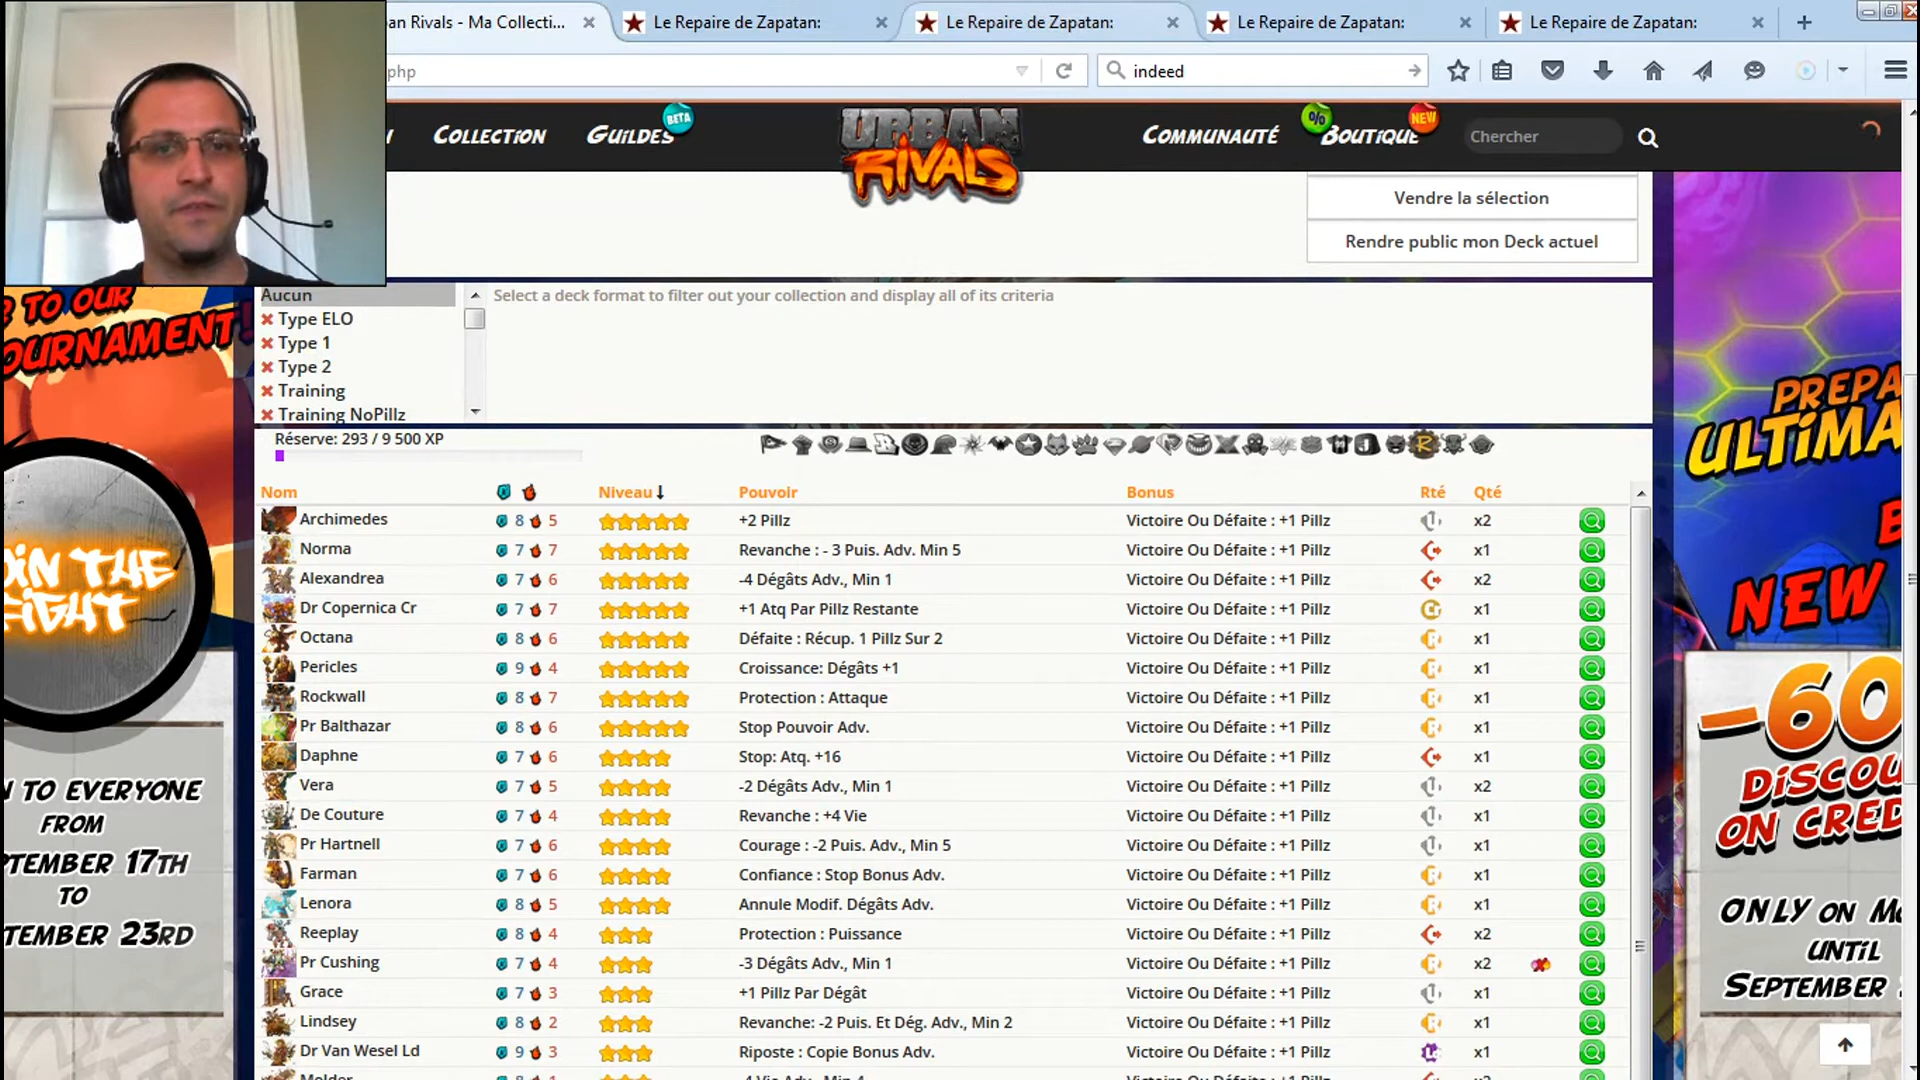 ban Rivals - Ma Collecti...
Le Repaire de Zapatan:
Le Repaire de Zapatan:
Le Repaire de Zapatan:
Le Repaire de Zapatan:
php
indeed
COLLECTION
GUILDES
BETA
URBAN
RIVALS
COMMUNAUTÉ
%
BOUTIQUE
NEW
Chercher
Vendre la sélection
Rendre public mon Deck actuel
Aucun
Type ELO
Type 1
Type 2
Training
Training NoPillz
Select a deck format to filter out your collection and display all of its criteria
Réserve: 293 / 9 500 XP
Nom Niveau Pouvoir Bonus Rté Qté
Archimedes 8 5 +2 Pillz Victoire Ou Défaite : +1 Pillz x2
Norma 7 7 Revanche : - 3 Puis. Adv. Min 5 Victoire Ou Défaite : +1 Pillz x1
Alexandrea 7 6 -4 Dégâts Adv., Min 1 Victoire Ou Défaite : +1 Pillz x2
Dr Copernica Cr 7 7 +1 Atq Par Pillz Restante Victoire Ou Défaite : +1 Pillz x1
Octana 8 6 Défaite : Récup. 1 Pillz Sur 2 Victoire Ou Défaite : +1 Pillz x1
Pericles 9 4 Croissance: Dégâts +1 Victoire Ou Défaite : +1 Pillz x1
Rockwall 8 7 Protection : Attaque Victoire Ou Défaite : +1 Pillz x1
Pr Balthazar 8 6 Stop Pouvoir Adv. Victoire Ou Défaite : +1 Pillz x1
Daphne 7 6 Stop: Atq. +16 Victoire Ou Défaite : +1 Pillz x1
Vera 7 5 -2 Dégâts Adv., Min 1 Victoire Ou Défaite : +1 Pillz x2
De Couture 7 4 Revanche : +4 Vie Victoire Ou Défaite : +1 Pillz x1
Pr Hartnell 7 6 Courage : -2 Puis. Adv., Min 5 Victoire Ou Défaite : +1 Pillz x1
Farman 7 6 Confiance : Stop Bonus Adv. Victoire Ou Défaite : +1 Pillz x1
Lenora 8 5 Annule Modif. Dégâts Adv. Victoire Ou Défaite : +1 Pillz x1
Reeplay 8 4 Protection : Puissance Victoire Ou Défaite : +1 Pillz x2
Pr Cushing 7 4 -3 Dégâts Adv., Min 1 Victoire Ou Défaite : +1 Pillz x2
Grace 7 3 +1 Pillz Par Dégât Victoire Ou Défaite : +1 Pillz x1
Lindsey 8 2 Revanche: -2 Puis. Et Dég. Adv., Min 2 Victoire Ou Défaite : +1 Pillz x1
Dr Van Wesel Ld 9 3 Riposte : Copie Bonus Adv. Victoire Ou Défaite : +1 Pillz x1
TO OUR
OURNAMENT!
OIN THE
FIGHT
TO EVERYONE
FROM
PTEMBER 17TH
TO
TEMBER 23RD
PREPA
ULTIMA
NEW
-60
DISCOU
ON CRED
ONLY ON MO
UNTIL
SEPTEMBER